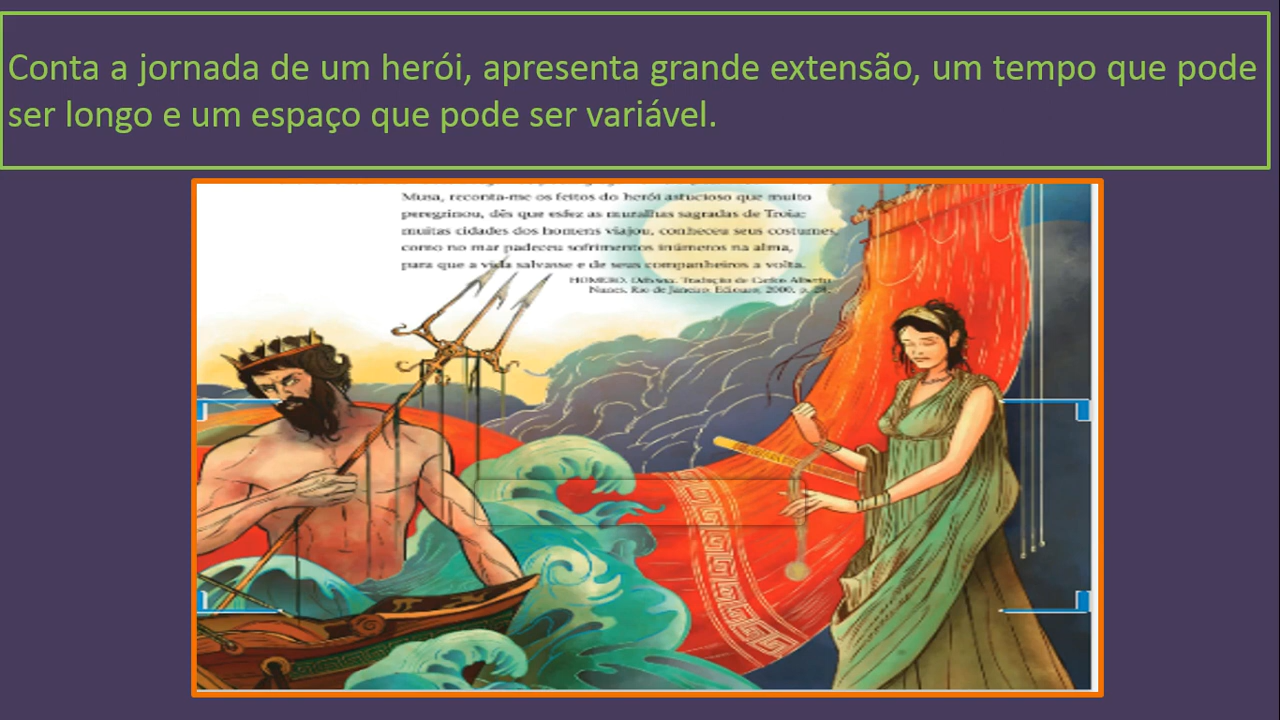 Conta a jornada de um herói, apresenta grande extensão, um tempo que pode
ser longo e um espaço que pode ser variável.
Musa, reconta-me os feitos do herói astucioso que muito
peregrinou, dês que esfez as muralhas sagradas de Troia;
muitas cidades dos homens viajou, conheceu seus costumes,
como no mar padeceu sofrimentos inúmeros na alma,
para que a vida salvasse e de seus companheiros a volta.
HOMERO. Odisseia. Tradução de Carlos Alberto
Nunes. Rio de Janeiro: Ediouro, 2000. p.